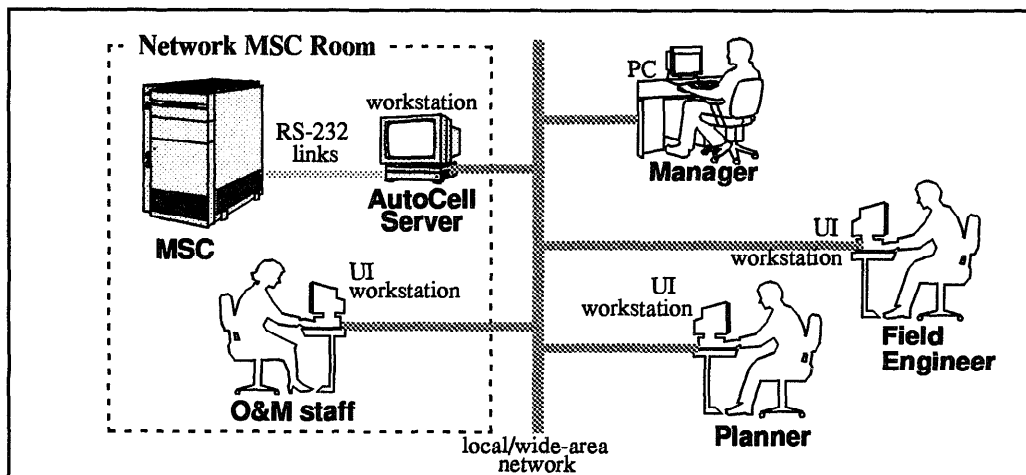 Network MSC Room
PC
workstation
RS-232
links
Manager
AutoCell
Server
MSC
UI
workstation
UI
workstation
UI
workstation
Field
Engineer
O&M staff
Planner
local/wide-area
network